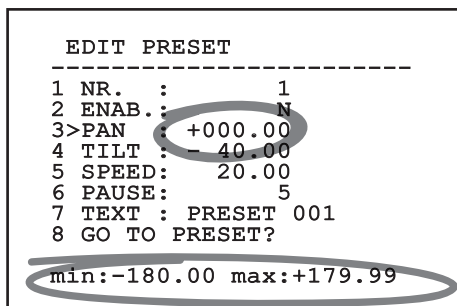 EDIT PRESET
-------------------------
1 NR. : 1
2 ENAB.: N
3>PAN : +000.00
4 TILT : - 40.00
5 SPEED: 20.00
6 PAUSE: 5
7 TEXT : PRESET 001
8 GO TO PRESET?
min:-180.00 max:+179.99